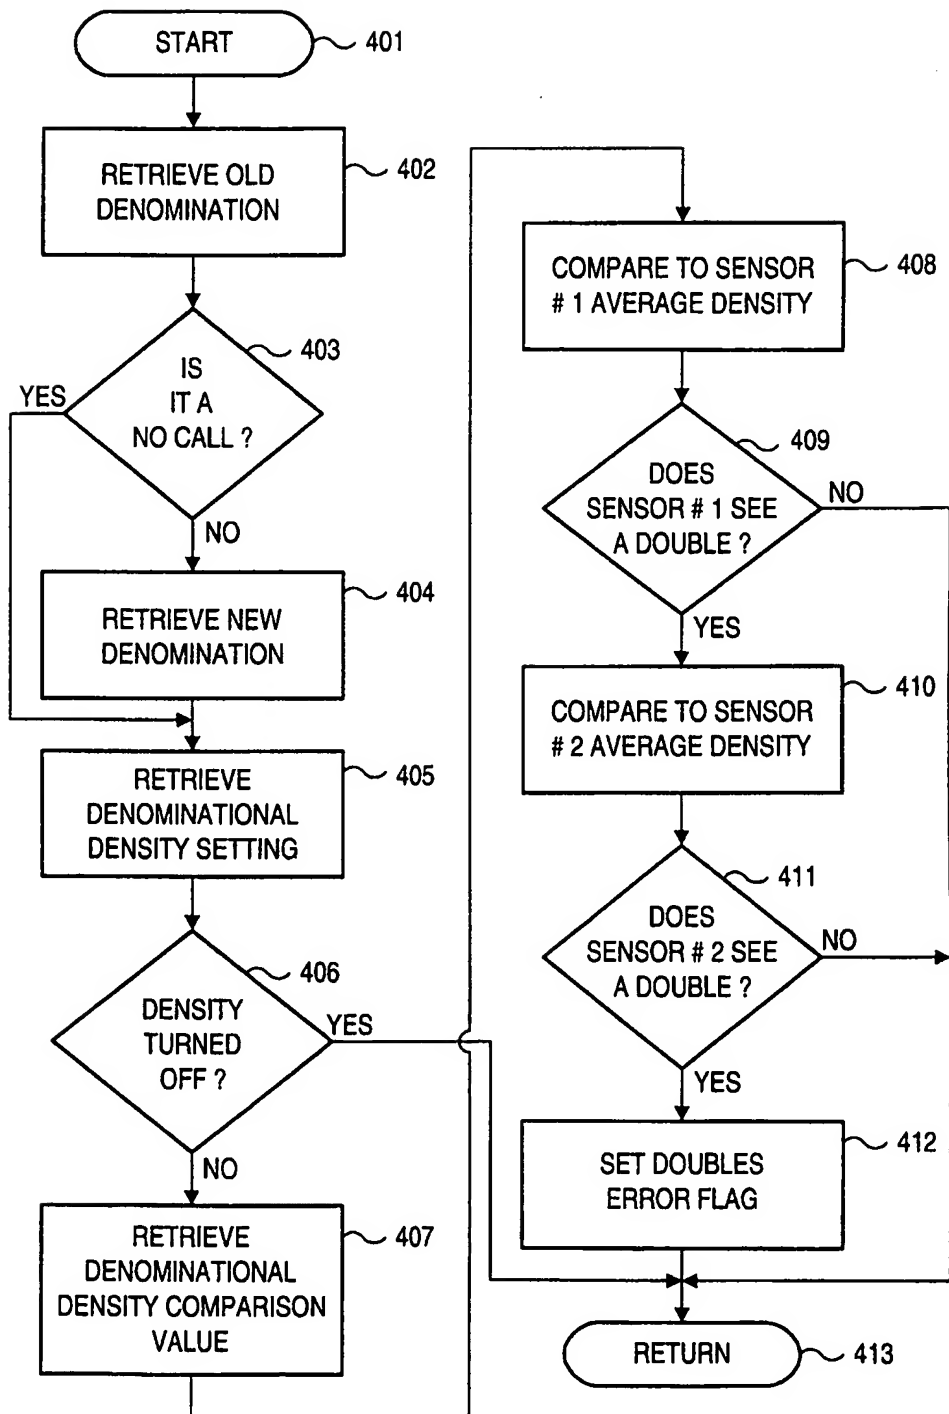 START
401
RETRIEVE OLD
DENOMINATION
402
IS
IT A
NO CALL ?
403
YES
NO
RETRIEVE NEW
DENOMINATION
404
RETRIEVE
DENOMINATIONAL
DENSITY SETTING
405
DENSITY
TURNED
OFF ?
406
YES
NO
RETRIEVE
DENOMINATIONAL
DENSITY COMPARISON
VALUE
407
COMPARE TO SENSOR
# 1 AVERAGE DENSITY
408
DOES
SENSOR # 1 SEE
A DOUBLE ?
409
NO
YES
COMPARE TO SENSOR
# 2 AVERAGE DENSITY
410
DOES
SENSOR # 2 SEE
A DOUBLE ?
411
NO
YES
SET DOUBLES
ERROR FLAG
412
RETURN
413